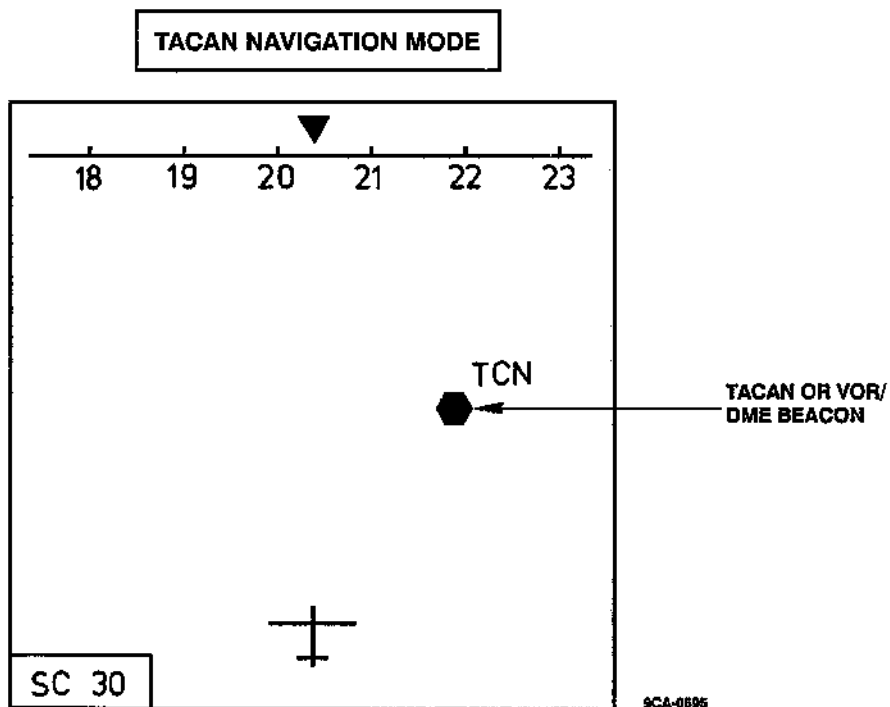 TACAN NAVIGATION MODE
18 19 20 21 22 23
TCN
TACAN OR VOR/
DME BEACON
SC 30
9CA-0695